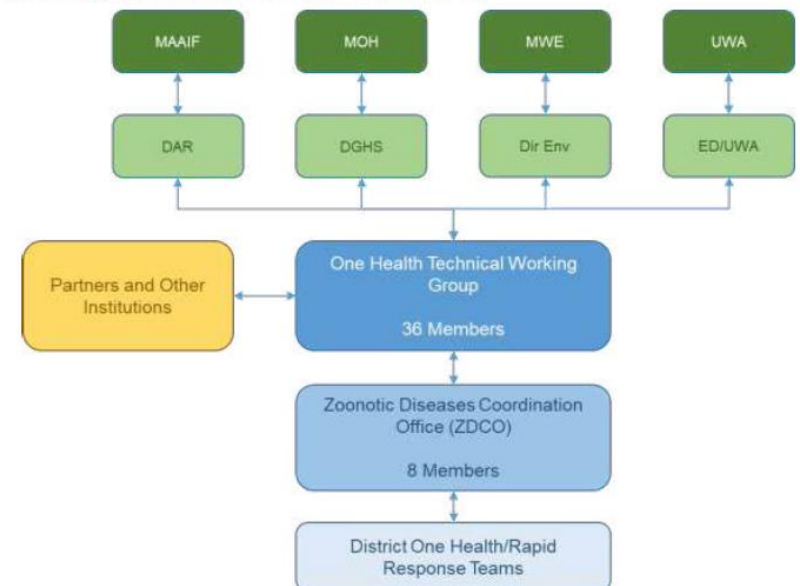 MAAIF
MOH
MWE
UWA
DAR
DGHS
Dir Env
ED/UWA
Partners and Other
Institutions
One Health Technical Working
Group
36 Members
Zoonotic Diseases Coordination
Office (ZDCO)
8 Members
District One Health/Rapid
Response Teams